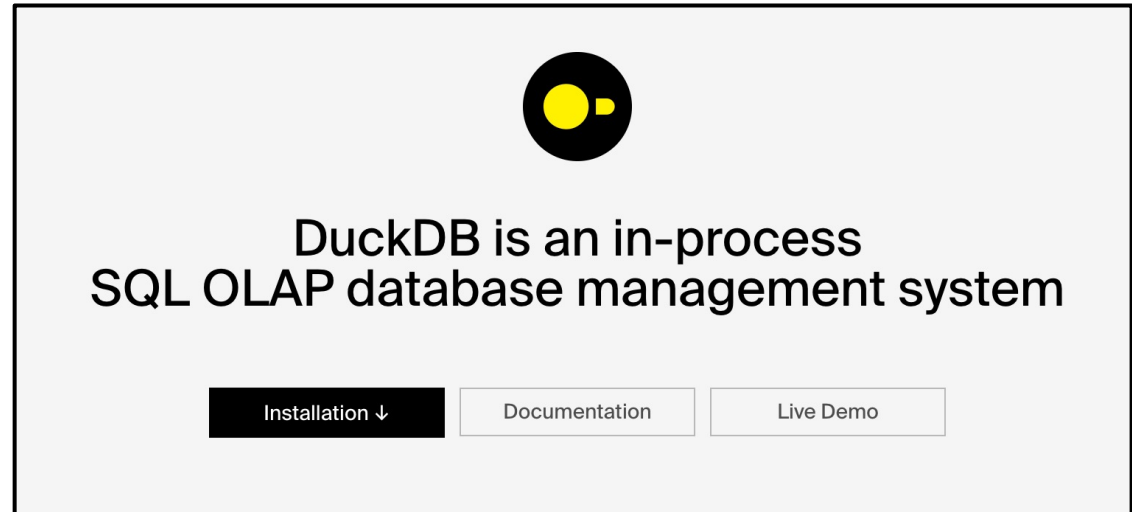 DuckDB is an in-process
SQL OLAP database management system
Installation ↓
Documentation
Live Demo